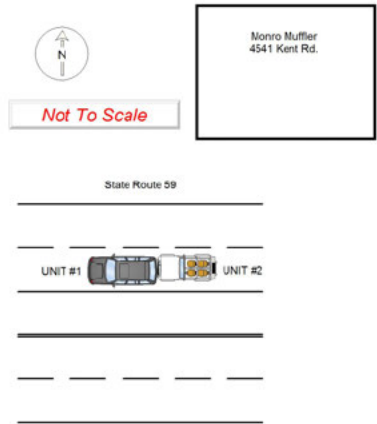 Monro Muffler
4541 Kent Rd.
N
Not To Scale
State Route 59
UNIT #1
UNIT #2